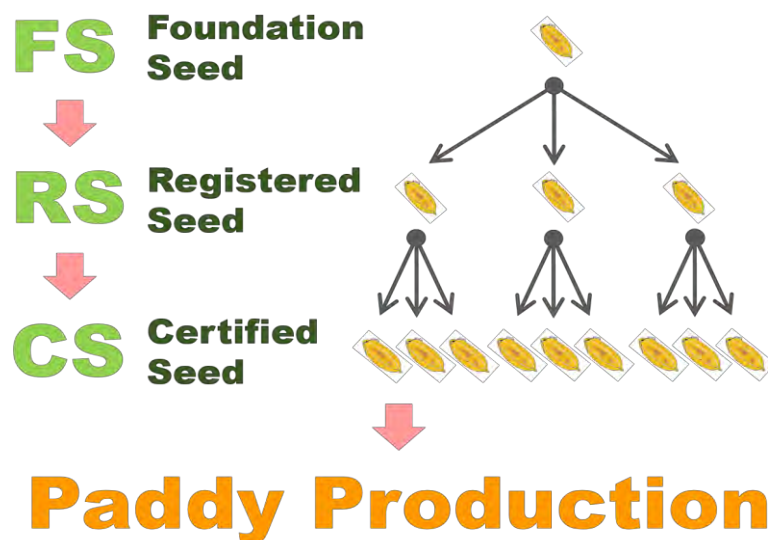 FS
Foundation
Seed
RS
Registered
Seed
CS
Certified
Seed
Paddy Production